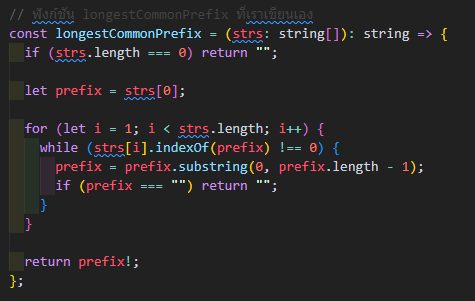 // ฟังก์ชัน longestCommonPrefix ที่เราเขียนเอง
const longestCommonPrefix = (strs: string[]): string => {
  if (strs.length === 0) return "";

  let prefix = strs[0];

  for (let i = 1; i < strs.length; i++) {
    while (strs[i].indexOf(prefix) !== 0) {
      prefix = prefix.substring(0, prefix.length - 1);
      if (prefix === "") return "";
    }
  }

  return prefix!;
};